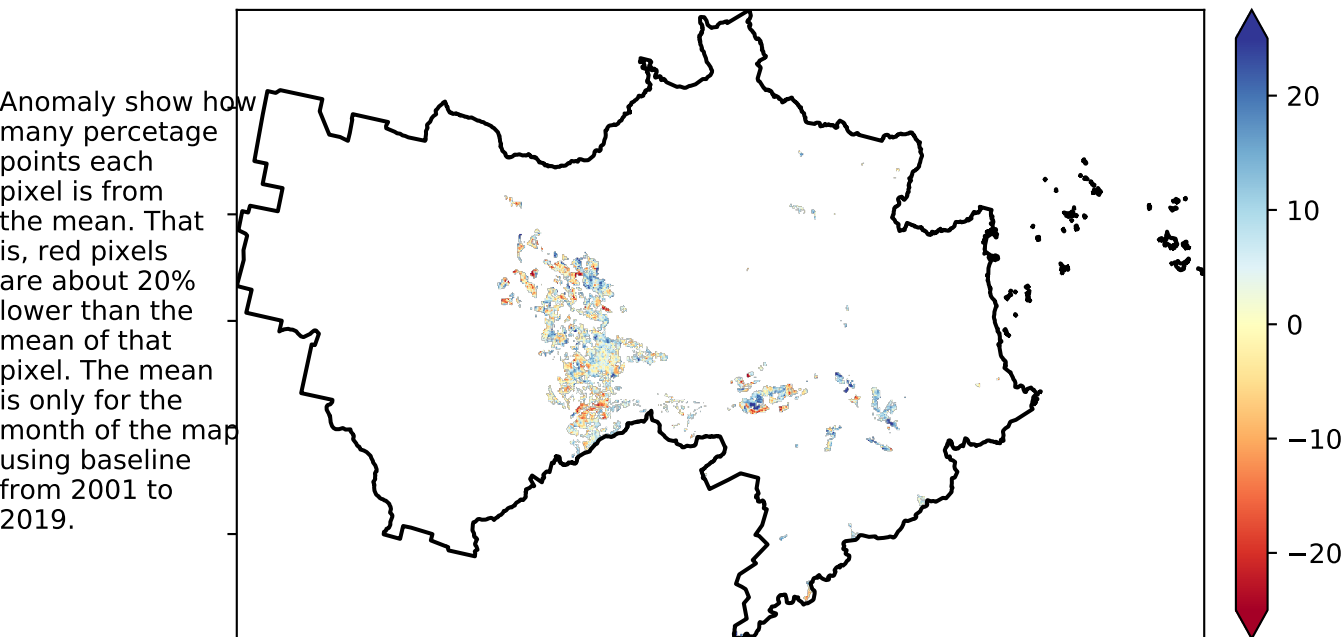 Anomaly show how
many percetage
points each
pixel is from
the mean. That
is, red pixels
are about 20%
lower than the
mean of that
pixel. The mean
is only for the
month of the map
using baseline
from 2001 to
2019.
20
10
0
−10
−20